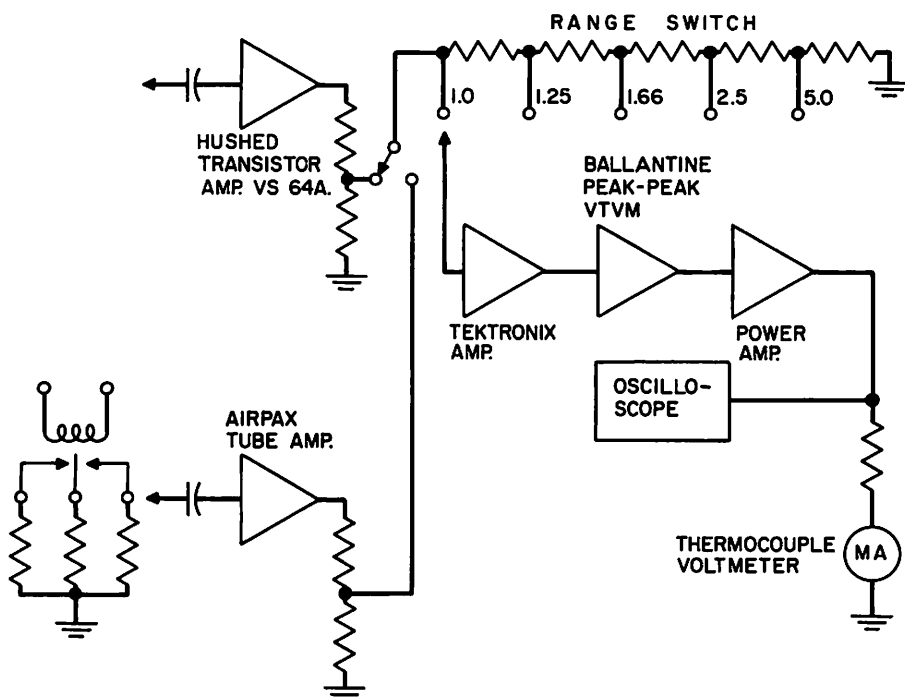 RANGE SWITCH
1.0
1.25
1.66
2.5
5.0
HUSHED
TRANSISTOR
AMP. VS 64A.
BALLANTINE
PEAK-PEAK
VTVM
TEKTRONIX
AMP.
POWER
AMP.
OSCILLO-
SCOPE
AIRPAX
TUBE AMP.
THERMOCOUPLE
VOLTMETER
MA